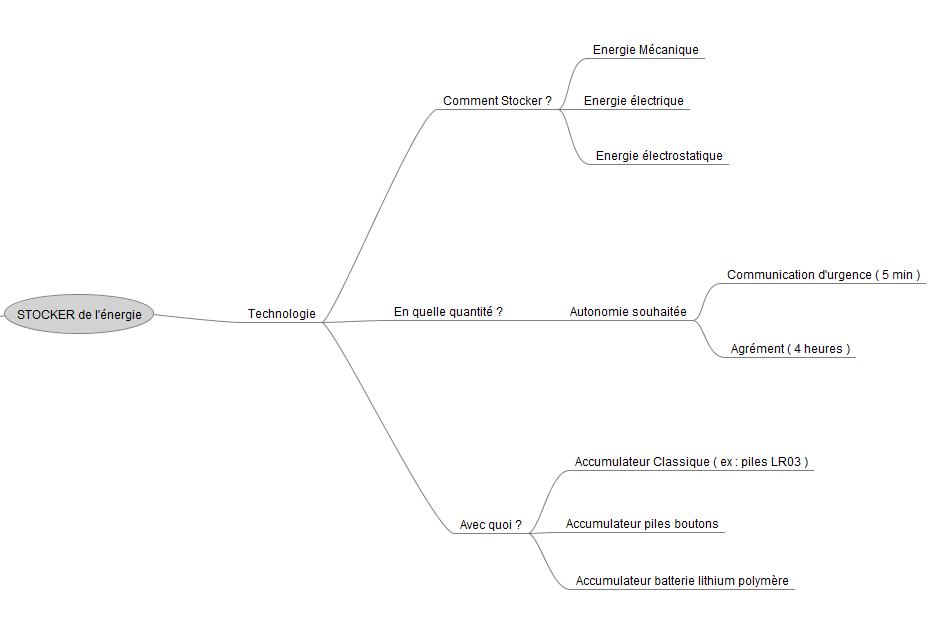 STOCKER de l'énergie
Technologie
Comment Stocker ?
Energie Mécanique
Energie électrique
Energie électrostatique
En quelle quantité ?
Autonomie souhaitée
Communication d'urgence ( 5 min )
Agrément ( 4 heures )
Avec quoi ?
Accumulateur Classique ( ex : piles LR03 )
Accumulateur piles boutons
Accumulateur batterie lithium polymère